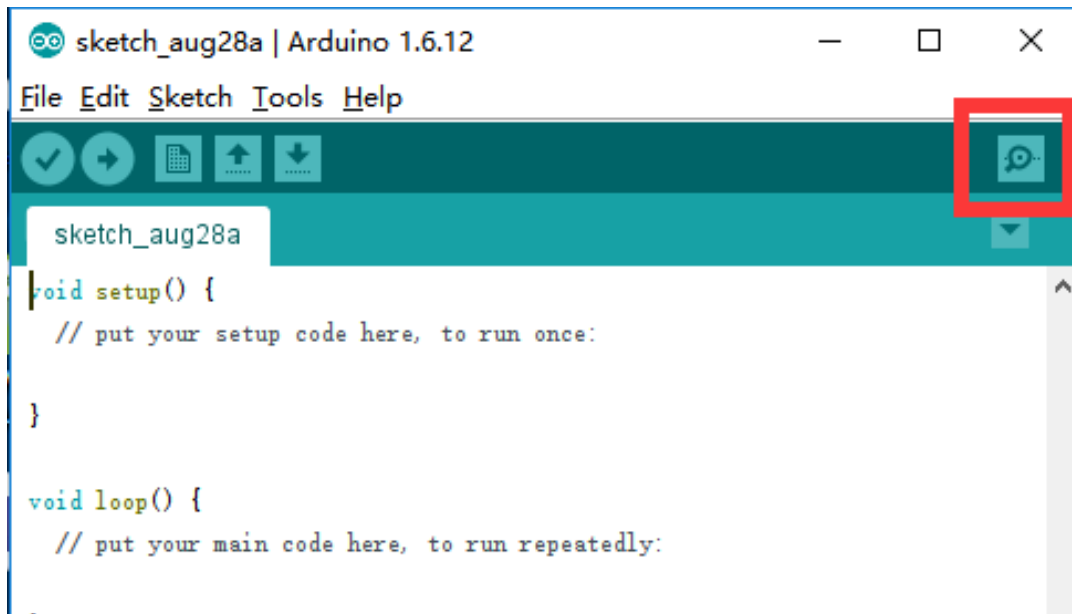 sketch_aug28a | Arduino 1.6.12
File Edit Sketch Tools Help
sketch_aug28a
void setup() {
  // put your setup code here, to run once:
}
void loop() {
  // put your main code here, to run repeatedly: